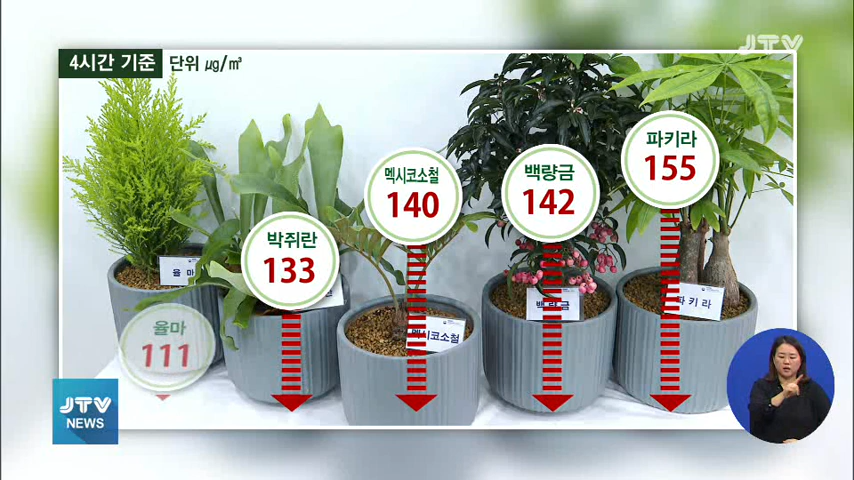 4시간 기준
단위 ㎍/㎥
JTV
파키라
155
백량금
142
멕시코소철
140
박쥐란
133
율마
111
율 마
멕시코소철
백 량 금
파 키 라
JTV
NEWS